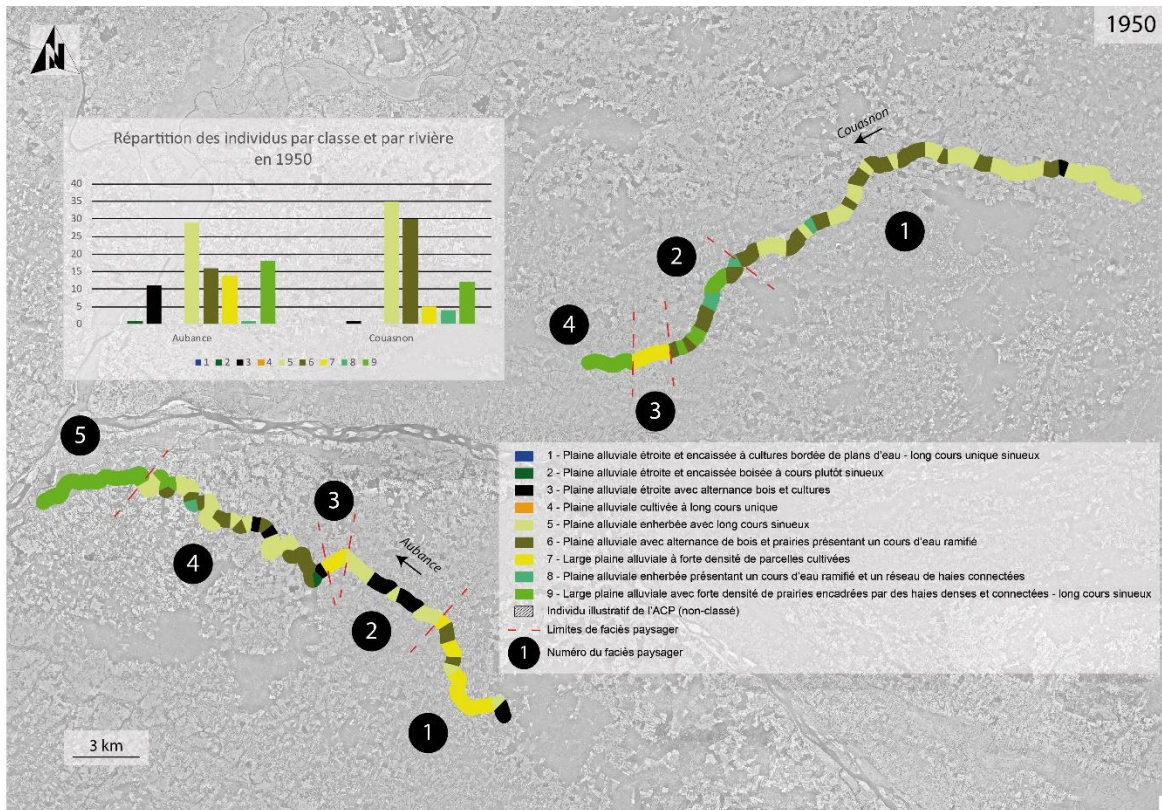 1950
N
Répartition des individus par classe et par rivière
en 1950
40
35
30
25
20
15
10
5
0
Aubance
Couasnon
1 2 3 4 5 6 7 8 9
Couasnon
1
2
3
4
5
4
3
Aubance
2
1
1 - Plaine alluviale étroite et encaissée à cultures bordée de plans d'eau - long cours unique sinueux
2 - Plaine alluviale étroite et encaissée boisée à cours plutôt sinueux
3 - Plaine alluviale étroite avec alternance bois et cultures
4 - Plaine alluviale cultivée à long cours unique
5 - Plaine alluviale enherbée avec long cours sinueux
6 - Plaine alluviale avec alternance de bois et prairies présentant un cours d'eau ramifié
7 - Large plaine alluviale à forte densité de parcelles cultivées
8 - Plaine alluviale enherbée présentant un cours d'eau ramifié et un réseau de haies connectées
9 - Large plaine alluviale avec forte densité de prairies encadrées par des haies denses et connectées - long cours sinueux
Individu illustratif de l'ACP (non-classé)
Limites de faciès paysager
1 Numéro du faciès paysager
3 km